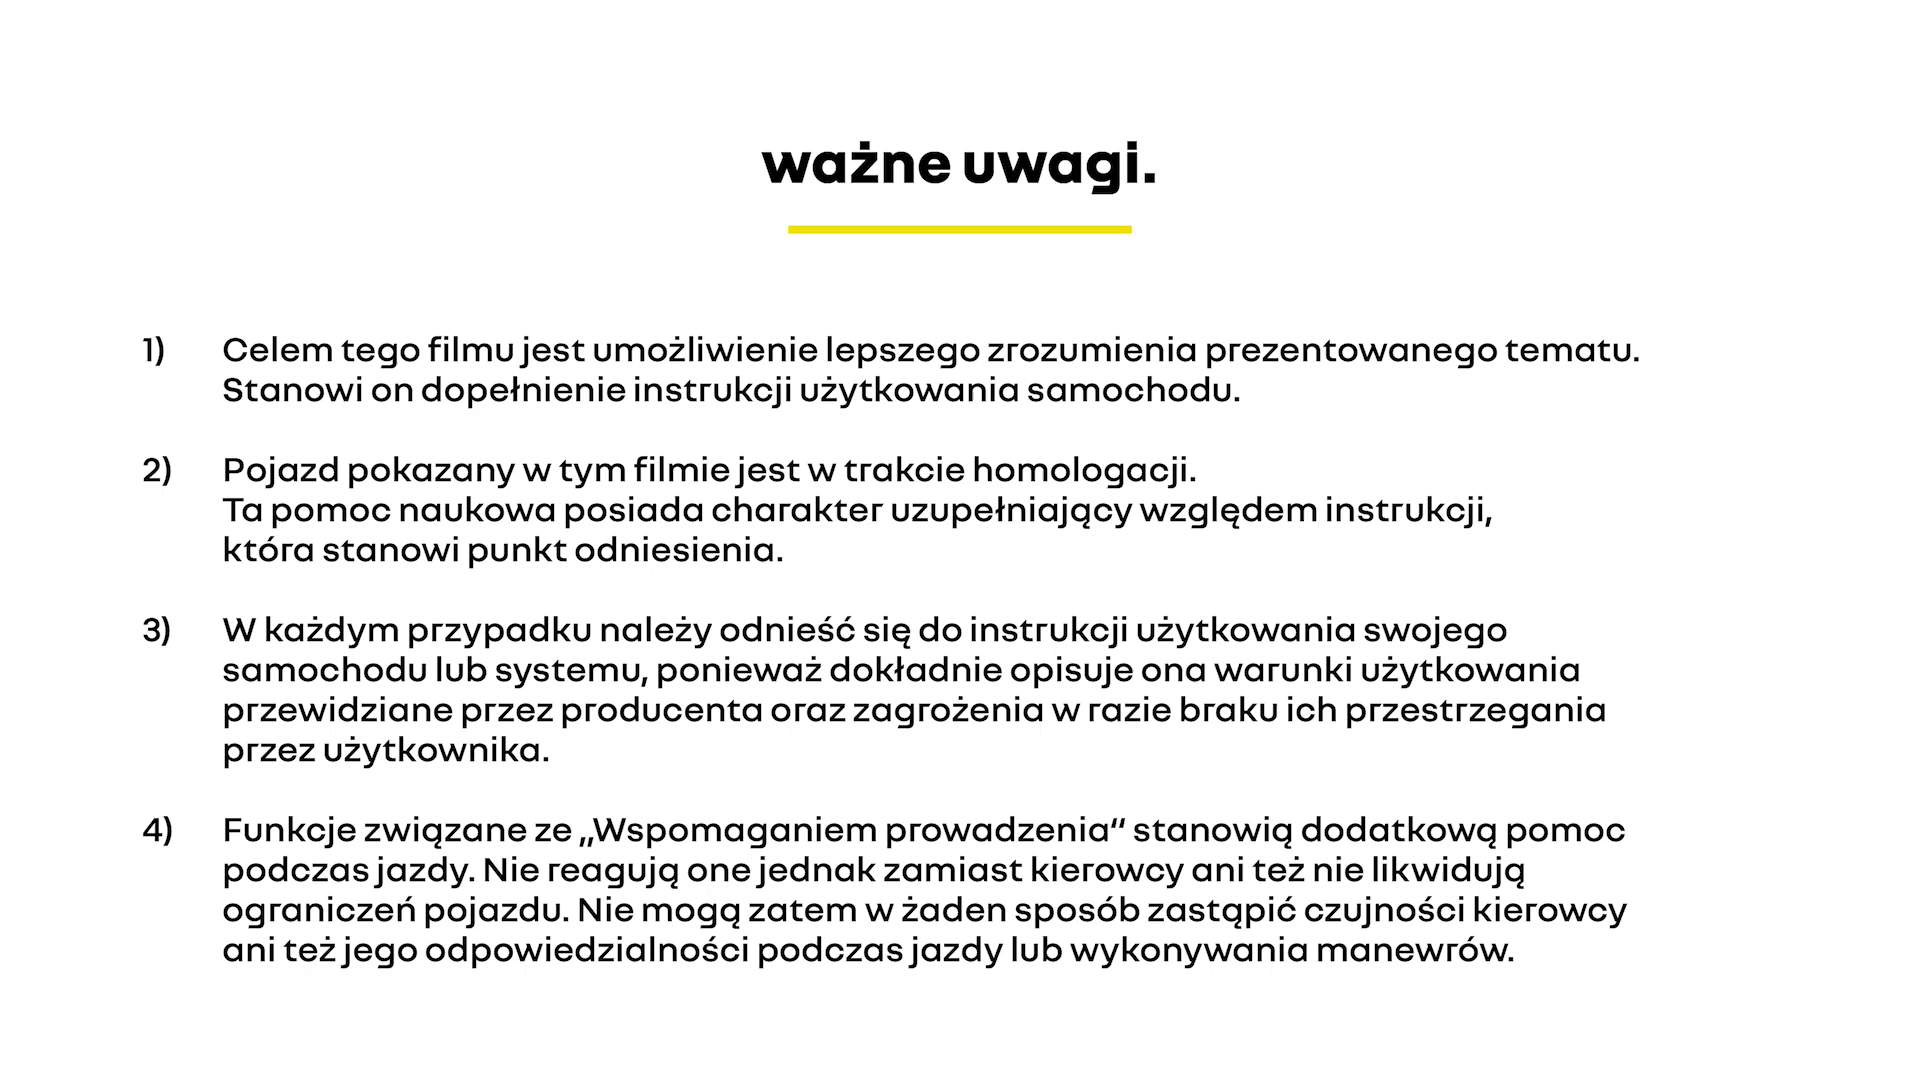 ważne uwagi.
1) Celem tego filmu jest umożliwienie lepszego zrozumienia prezentowanego tematu.
Stanowi on dopełnienie instrukcji użytkowania samochodu.
2) Pojazd pokazany w tym filmie jest w trakcie homologacji.
Ta pomoc naukowa posiada charakter uzupełniający względem instrukcji,
która stanowi punkt odniesienia.
3) W każdym przypadku należy odnieść się do instrukcji użytkowania swojego
samochodu lub systemu, ponieważ dokładnie opisuje ona warunki użytkowania
przewidziane przez producenta oraz zagrożenia w razie braku ich przestrzegania
przez użytkownika.
4) Funkcje związane ze „Wspomaganiem prowadzenia“ stanowią dodatkową pomoc
podczas jazdy. Nie reagują one jednak zamiast kierowcy ani też nie likwidują
ograniczeń pojazdu. Nie mogą zatem w żaden sposób zastąpić czujności kierowcy
ani też jego odpowiedzialności podczas jazdy lub wykonywania manewrów.